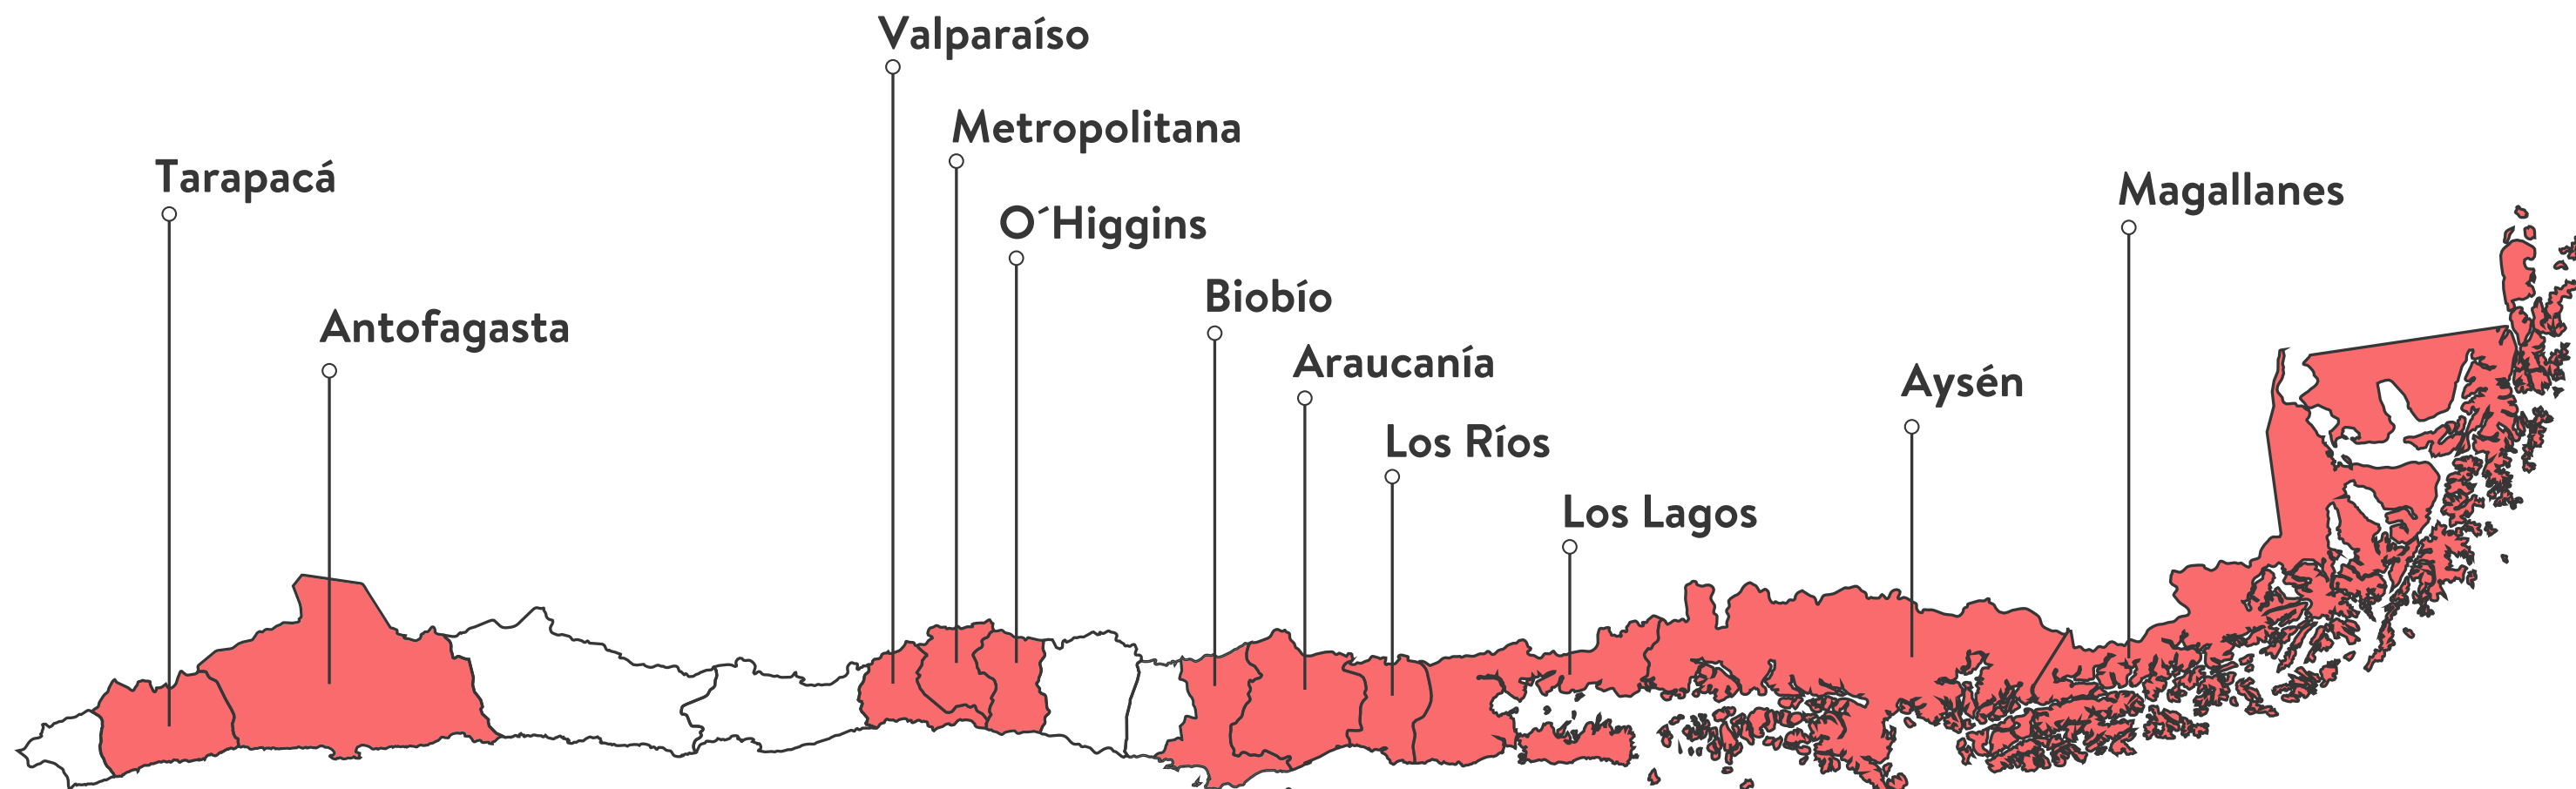 Valparaíso
Metropolitana
Tarapacá
Magallanes
O´Higgins
Biobío
Antofagasta
Araucanía
Aysén
Los Ríos
Los Lagos